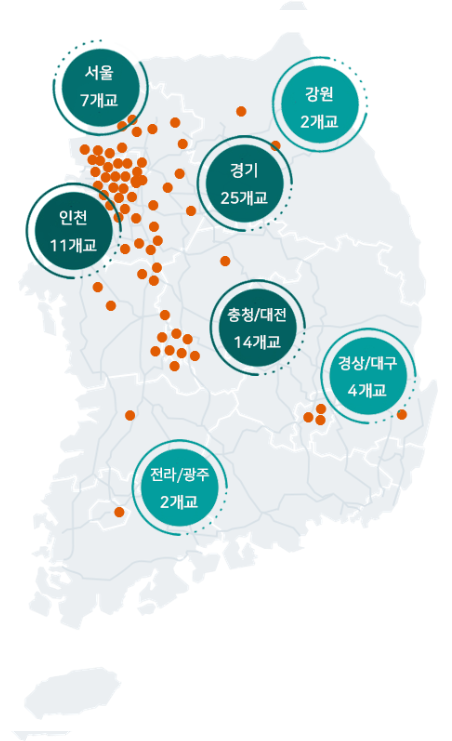 서울
7개교
강원
2개교
경기
25개교
인천
11개교
충청/대전
14개교
경상/대구
4개교
전라/광주
2개교